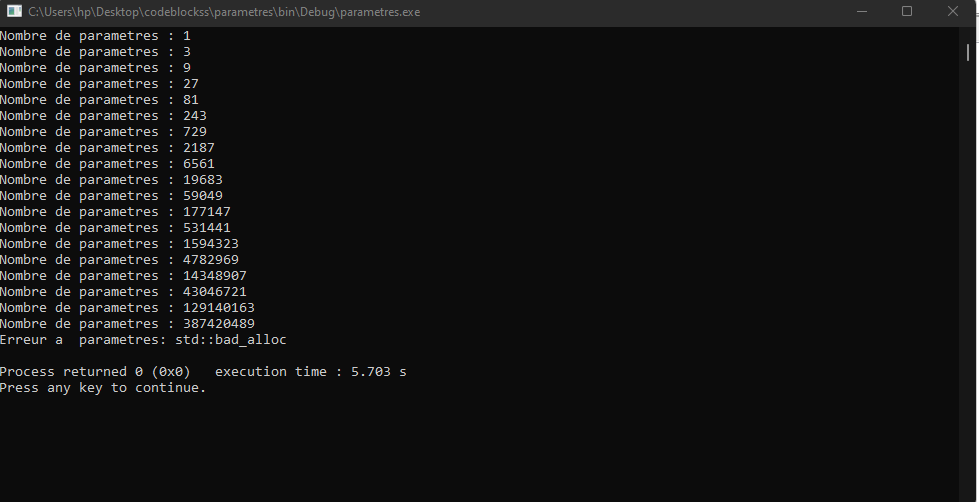 C:\Users\hp\Desktop\codeblockss\parametres\bin\Debug\parametres.exe
Nombre de parametres : 1
Nombre de parametres : 3
Nombre de parametres : 9
Nombre de parametres : 27
Nombre de parametres : 81
Nombre de parametres : 243
Nombre de parametres : 729
Nombre de parametres : 2187
Nombre de parametres : 6561
Nombre de parametres : 19683
Nombre de parametres : 59049
Nombre de parametres : 177147
Nombre de parametres : 531441
Nombre de parametres : 1594323
Nombre de parametres : 4782969
Nombre de parametres : 14348907
Nombre de parametres : 43046721
Nombre de parametres : 129140163
Nombre de parametres : 387420489
Erreur a  parametres: std::bad_alloc
Process returned 0 (0x0)   execution time : 5.703 s
Press any key to continue.